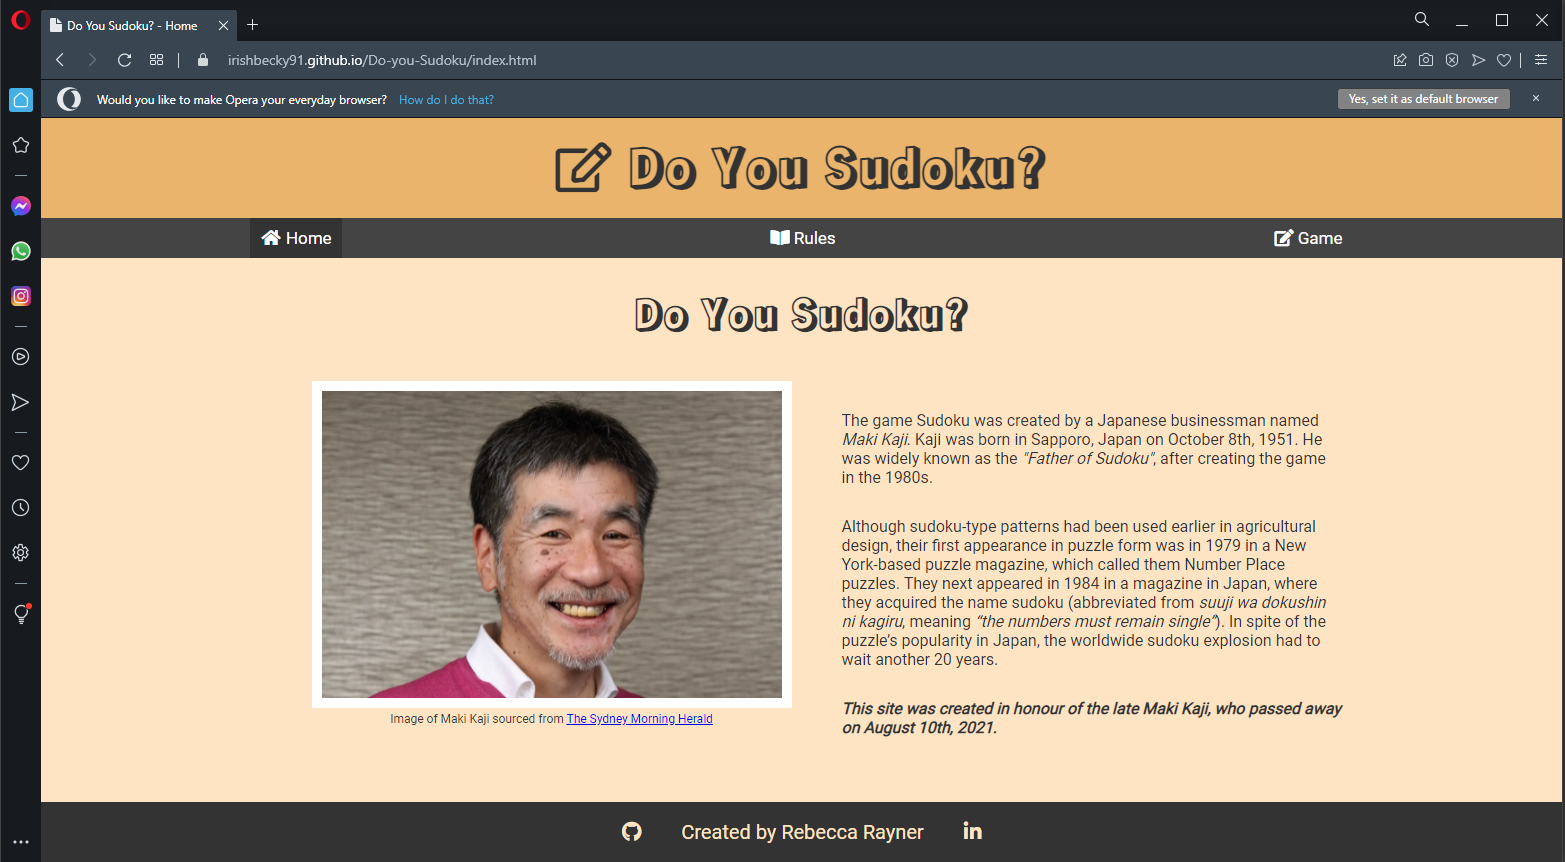 Do You Sudoku? - Home
irishbecky91.github.io/Do-you-Sudoku/index.html
Would you like to make Opera your everyday browser? How do I do that?
Yes, set it as default browser
Do You Sudoku?
Home
Rules
Game
Do You Sudoku?
Image of Maki Kaji sourced from The Sydney Morning Herald
The game Sudoku was created by a Japanese businessman named
Maki Kaji. Kaji was born in Sapporo, Japan on October 8th, 1951. He
was widely known as the "Father of Sudoku", after creating the game
in the 1980s.
Although sudoku-type patterns had been used earlier in agricultural
design, their first appearance in puzzle form was in 1979 in a New
York-based puzzle magazine, which called them Number Place
puzzles. They next appeared in 1984 in a magazine in Japan, where
they acquired the name sudoku (abbreviated from suuji wa dokushin
ni kagiru, meaning “the numbers must remain single”). In spite of the
puzzle’s popularity in Japan, the worldwide sudoku explosion had to
wait another 20 years.
This site was created in honour of the late Maki Kaji, who passed away
on August 10th, 2021.
Created by Rebecca Rayner
in